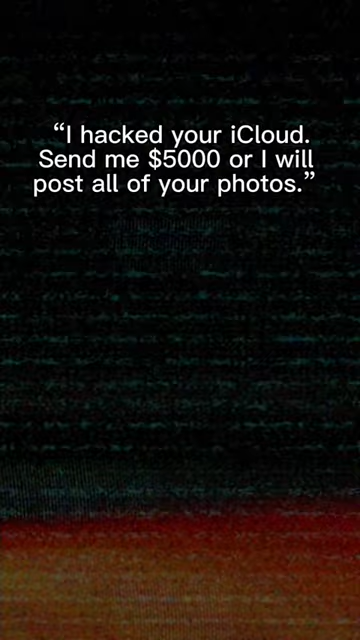 “I hacked your iCloud.
Send me $5000 or I will
post all of your photos.”